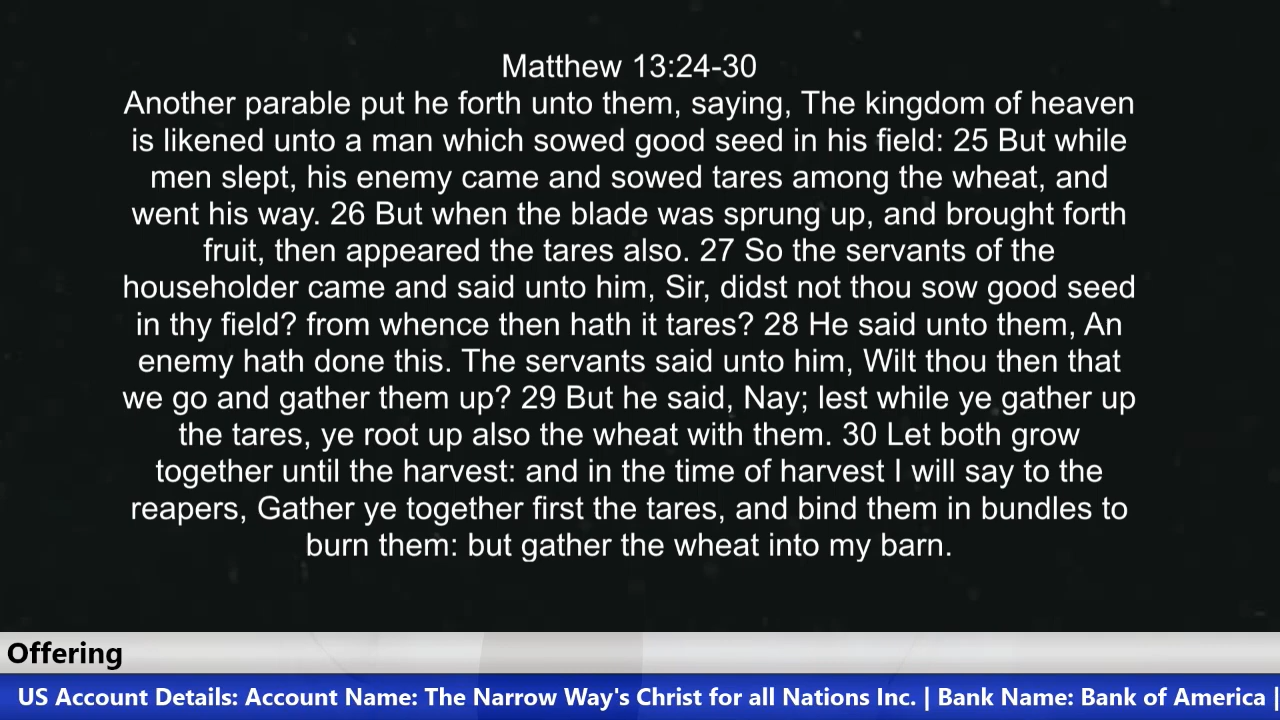 Matthew 13:24-30
Another parable put he forth unto them, saying, The kingdom of heaven
is likened unto a man which sowed good seed in his field: 25 But while
men slept, his enemy came and sowed tares among the wheat, and
went his way. 26 But when the blade was sprung up, and brought forth
fruit, then appeared the tares also. 27 So the servants of the
householder came and said unto him, Sir, didst not thou sow good seed
in thy field? from whence then hath it tares? 28 He said unto them, An
enemy hath done this. The servants said unto him, Wilt thou then that
we go and gather them up? 29 But he said, Nay; lest while ye gather up
the tares, ye root up also the wheat with them. 30 Let both grow
together until the harvest: and in the time of harvest I will say to the
reapers, Gather ye together first the tares, and bind them in bundles to
burn them: but gather the wheat into my barn.
Offering
US Account Details: Account Name: The Narrow Way's Christ for all Nations Inc. | Bank Name: Bank of America |